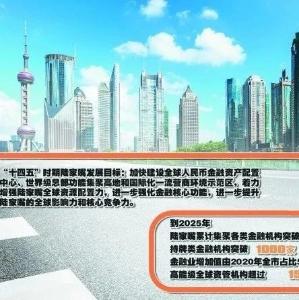 “十四五”时期陆家嘴发展目标：加快建设全球人民币金融资产配置
中心、世界级总部功能集聚高地和国际化一流营商环境示范区，着力
增强陆家嘴全球资源配置力，进一步强化金融核心功能，进一步提升
陆家嘴的全球影响力和核心竞争力。
到2025年
陆家嘴累计集聚各类金融机构突破
持牌类金融机构突破 1000家
金融业增加值由2020年全市占比
高能级全球资管机构超过